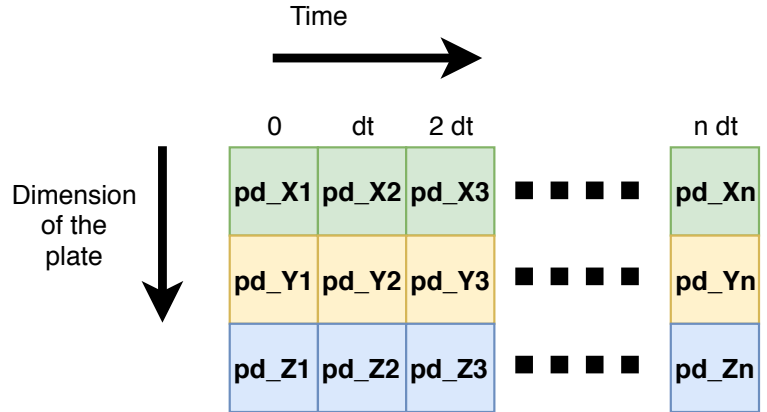 Time
0 dt 2 dt n dt
Dimension
of the
plate
pd_X1 pd_X2 pd_X3 pd_Xn
pd_Y1 pd_Y2 pd_Y3 pd_Yn
pd_Z1 pd_Z2 pd_Z3 pd_Zn